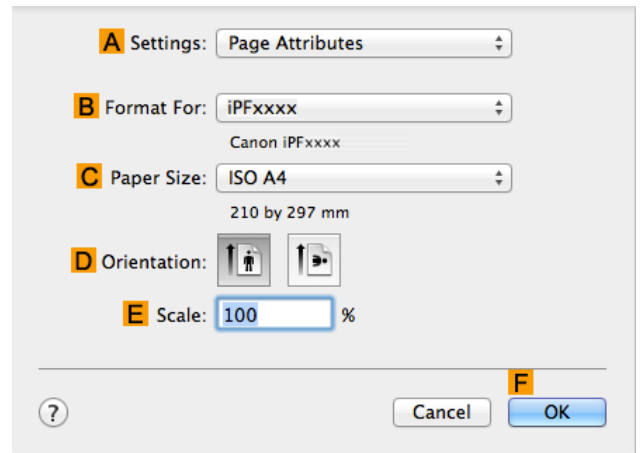 A Settings: Page Attributes
B Format For: iPFxxxx
Canon iPFxxxx
C Paper Size: ISO A4
210 by 297 mm
D Orientation:
E Scale: 100 %
F
? Cancel OK